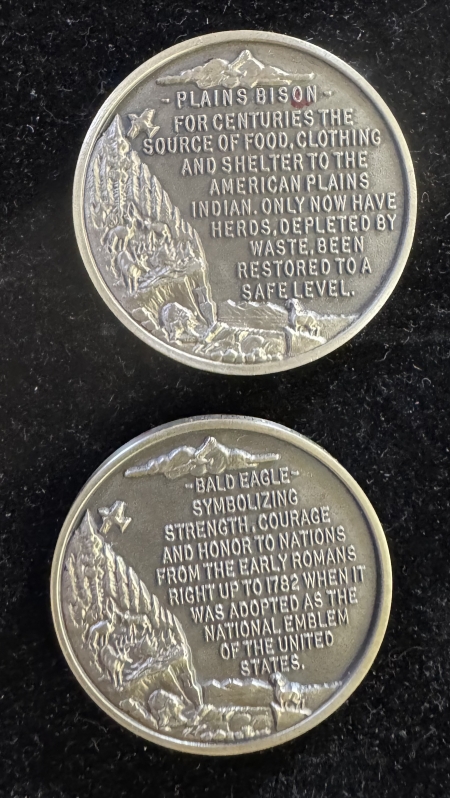 - PLAINS BISON -
FOR CENTURIES THE
SOURCE OF FOOD, CLOTHING
AND SHELTER TO THE
AMERICAN PLAINS
INDIAN. ONLY NOW HAVE
HERDS, DEPLETED BY
WASTE, BEEN
RESTORED TO A
SAFE LEVEL.
- BALD EAGLE -
SYMBOLIZING
STRENGTH, COURAGE
AND HONOR TO NATIONS
FROM THE EARLY ROMANS
RIGHT UP TO 1782 WHEN IT
WAS ADOPTED AS THE
NATIONAL EMBLEM
OF THE UNITED
STATES.